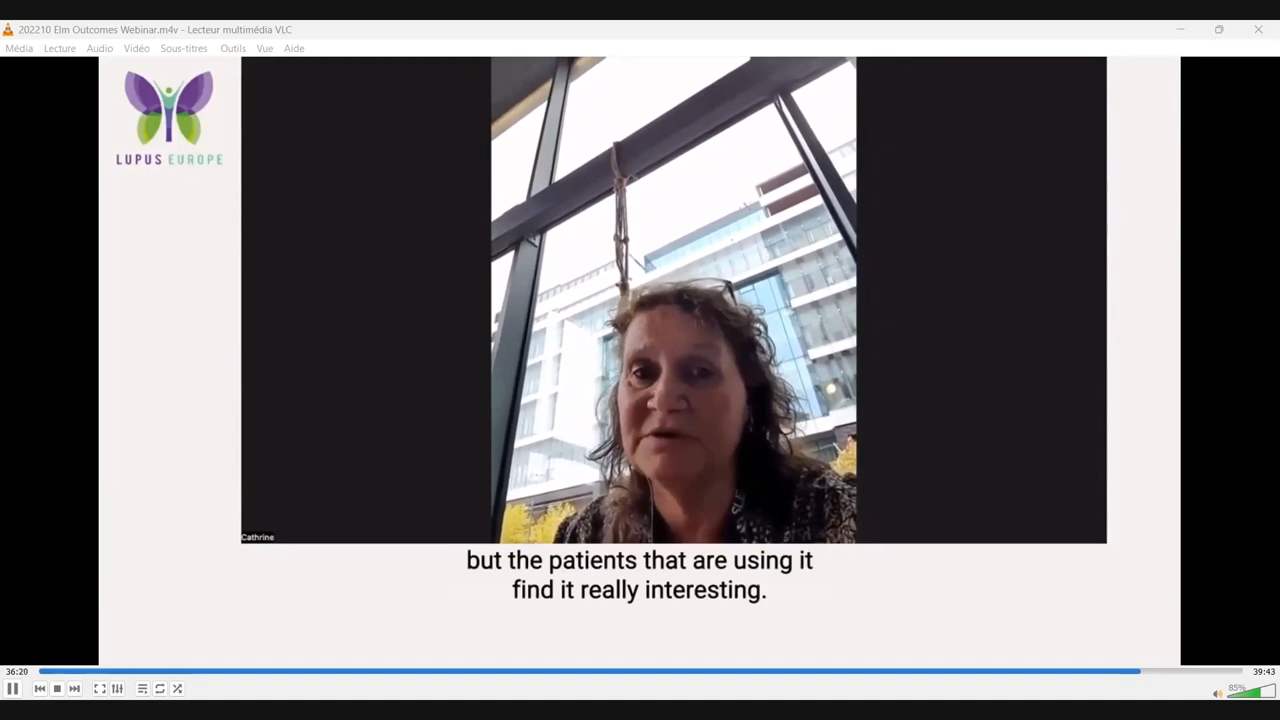 202210 Elm Outcomes Webinar.m4v - Lecteur multimédia VLC
Média Lecture Audio Vidéo Sous-titres Outils Vue Aide
LUPUS EUROPE
Cathrine
but the patients that are using it
find it really interesting.
36:20 39:43
85%